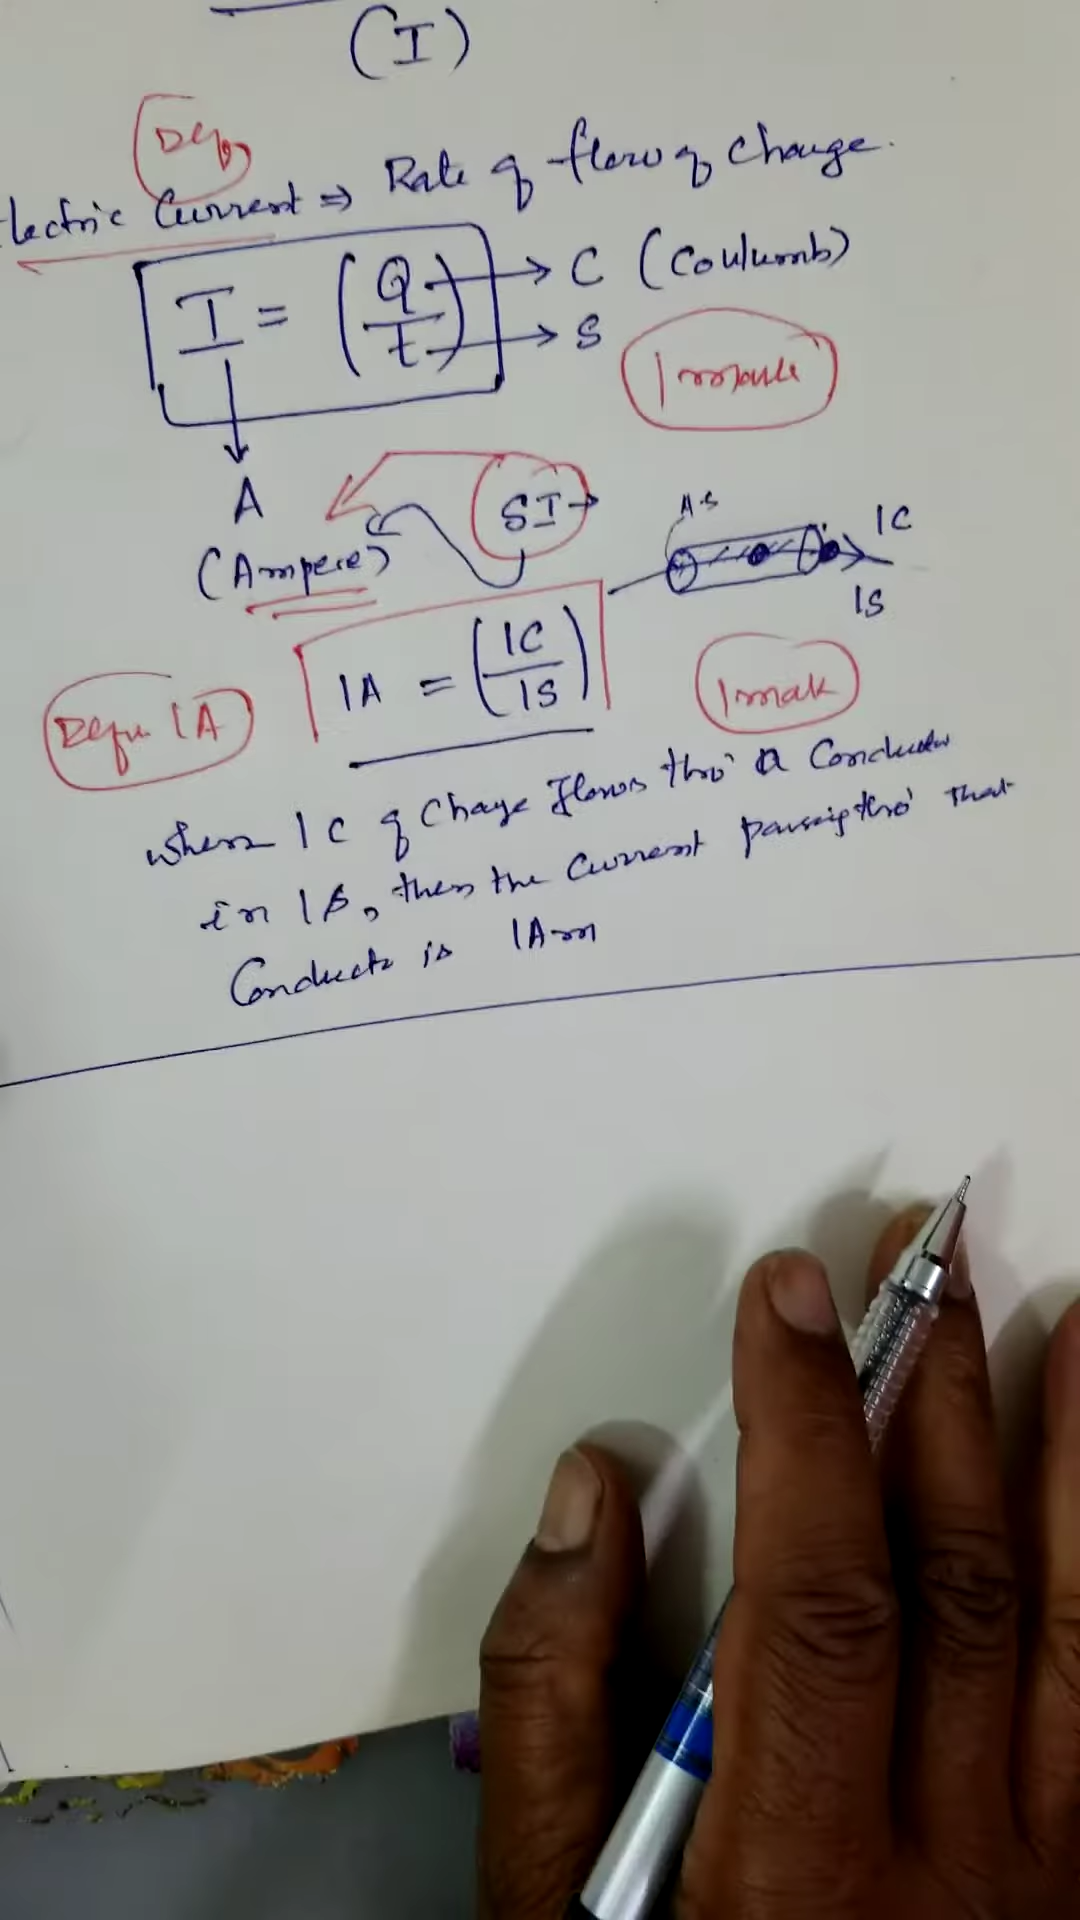 (I)
Defn
Electric Current ⇒ Rate of flow of Charge.
I = (Q/t) → C (Coulumb)
→ S
1 mark
A
(Ampere)
SI →
A·S
1C
1S
1A = (1C/1S)
Defn 1A
1 mak
when 1C of Charge Flows thro' a Conductor
in 1s, then the Current passing thro' that
Conductor is 1A